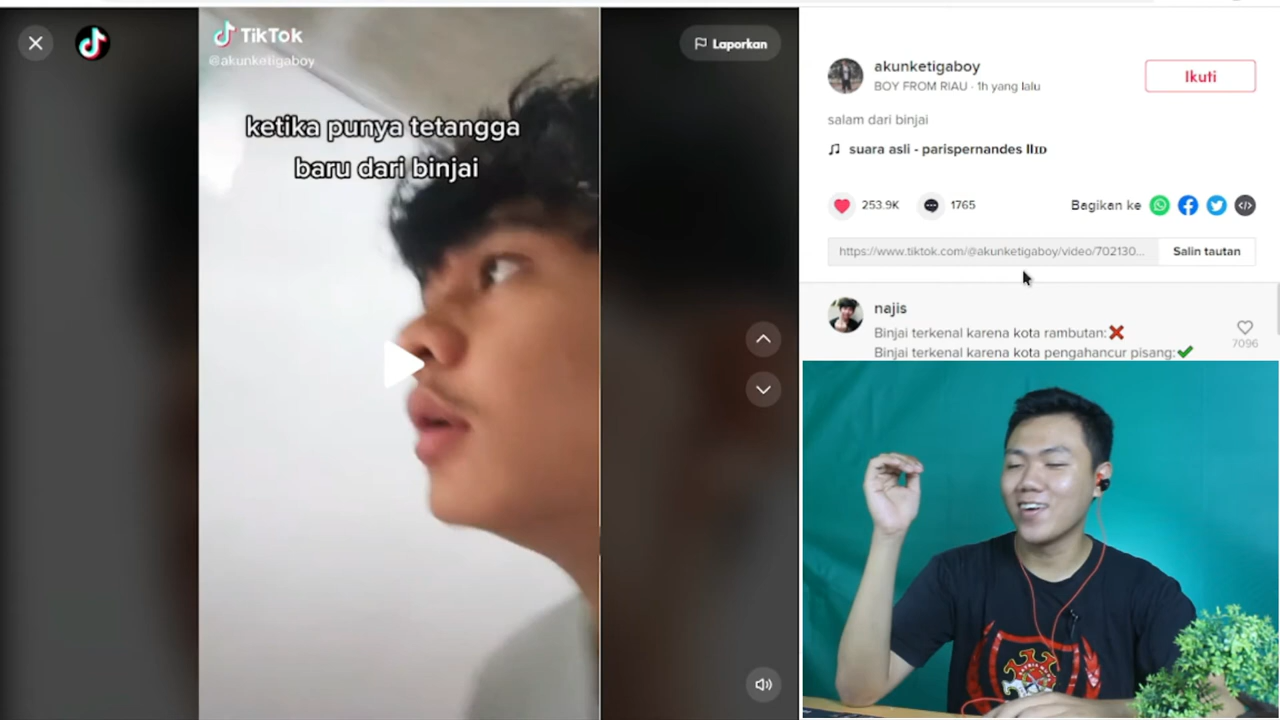 TikTok
@akunketigaboy
Laporkan
ketika punya tetangga
baru dari binjai
akunketigaboy
BOY FROM RIAU · 1h yang lalu
Ikuti
salam dari binjai
suara asli - parispernandes IIID
253.9K
1765
Bagikan ke
https://www.tiktok.com/@akunketigaboy/video/702130...
Salin tautan
najis
Binjai terkenal karena kota rambutan:❌
Binjai terkenal karena kota pengahancur pisang:✔
7096